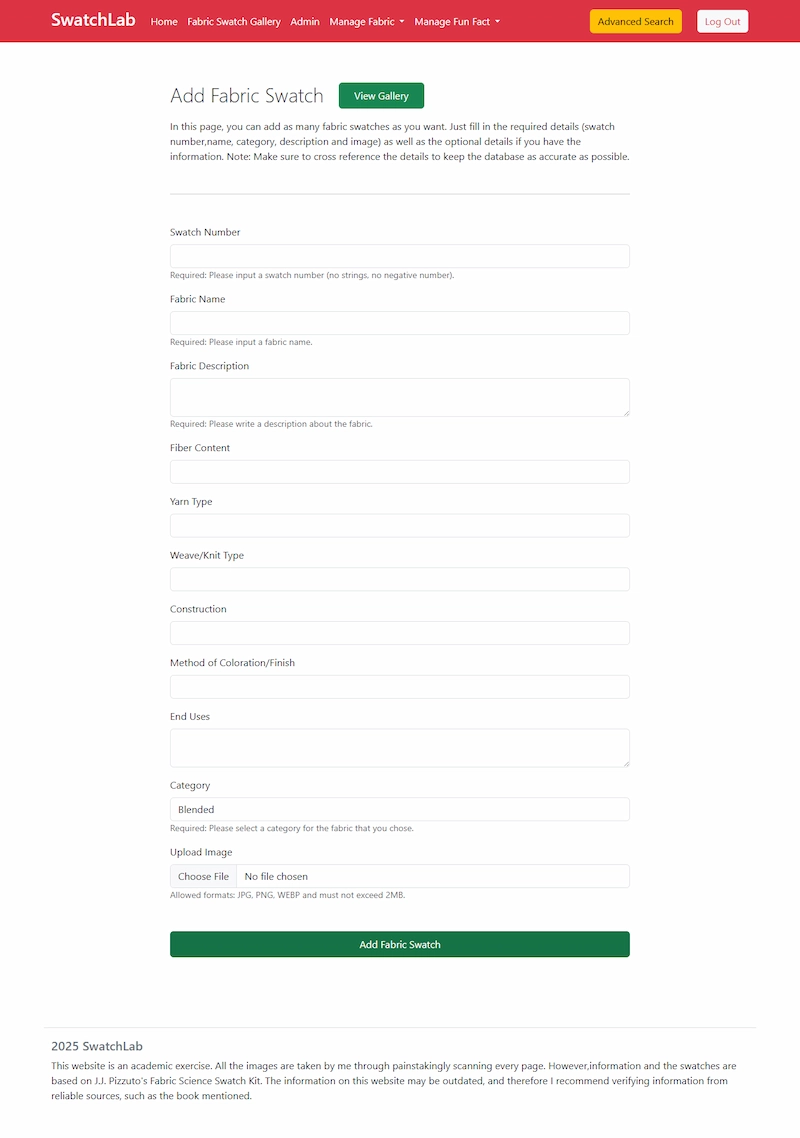 SwatchLab Home Fabric Swatch Gallery Admin Manage Fabric Manage Fun Fact Advanced Search Log Out
Add Fabric Swatch View Gallery
In this page, you can add as many fabric swatches as you want. Just fill in the required details (swatch
number,name, category, description and image) as well as the optional details if you have the
information. Note: Make sure to cross reference the details to keep the database as accurate as possible.
Swatch Number
Required: Please input a swatch number (no strings, no negative number).
Fabric Name
Required: Please input a fabric name.
Fabric Description
Required: Please write a description about the fabric.
Fiber Content
Yarn Type
Weave/Knit Type
Construction
Method of Coloration/Finish
End Uses
Category
Blended
Required: Please select a category for the fabric that you chose.
Upload Image
Choose File No file chosen
Allowed formats: JPG, PNG, WEBP and must not exceed 2MB.
Add Fabric Swatch
2025 SwatchLab
This website is an academic exercise. All the images are taken by me through painstakingly scanning every page. However,information and the swatches are
based on J.J. Pizzuto's Fabric Science Swatch Kit. The information on this website may be outdated, and therefore I recommend verifying information from
reliable sources, such as the book mentioned.